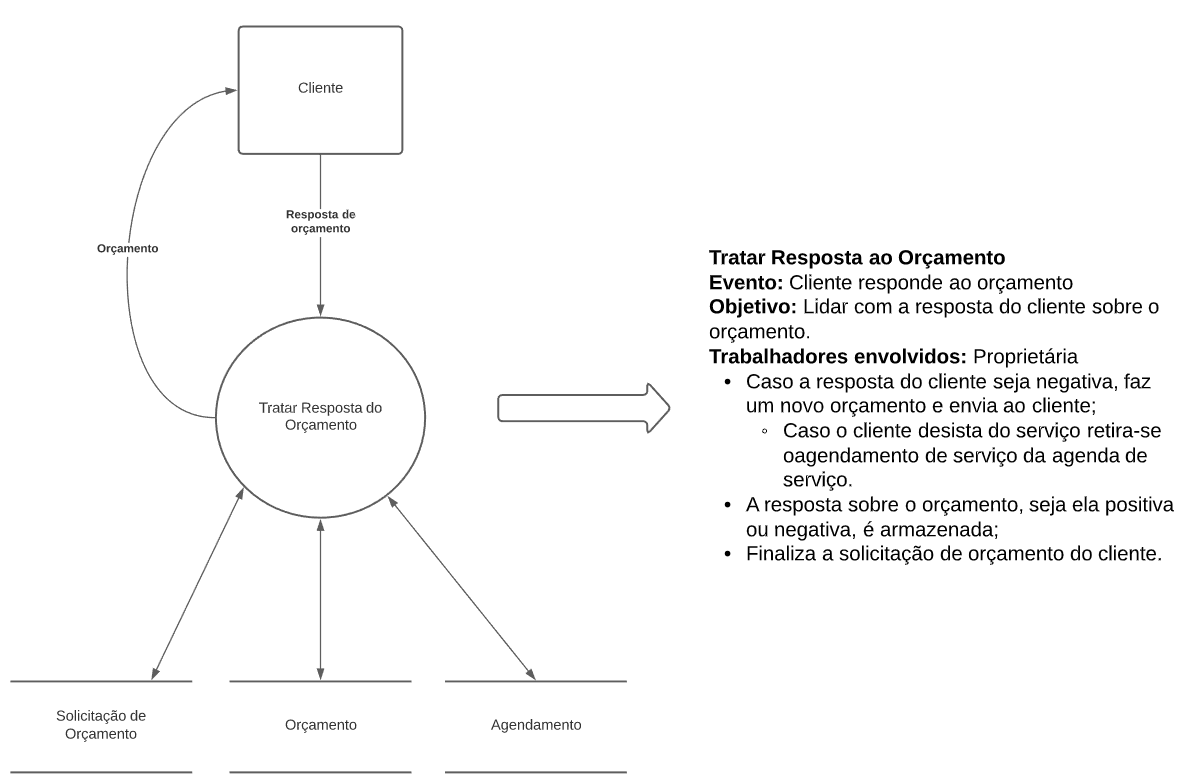 Cliente
Resposta de
orçamento
Orçamento
Tratar Resposta do
Orçamento
Solicitação de
Orçamento
Orçamento
Agendamento
Tratar Resposta ao Orçamento
Evento: Cliente responde ao orçamento
Objetivo: Lidar com a resposta do cliente sobre o
orçamento.
Trabalhadores envolvidos: Proprietária
• Caso a resposta do cliente seja negativa, faz
um novo orçamento e envia ao cliente;
◦ Caso o cliente desista do serviço retira-se
oagendamento de serviço da agenda de
serviço.
• A resposta sobre o orçamento, seja ela positiva
ou negativa, é armazenada;
• Finaliza a solicitação de orçamento do cliente.